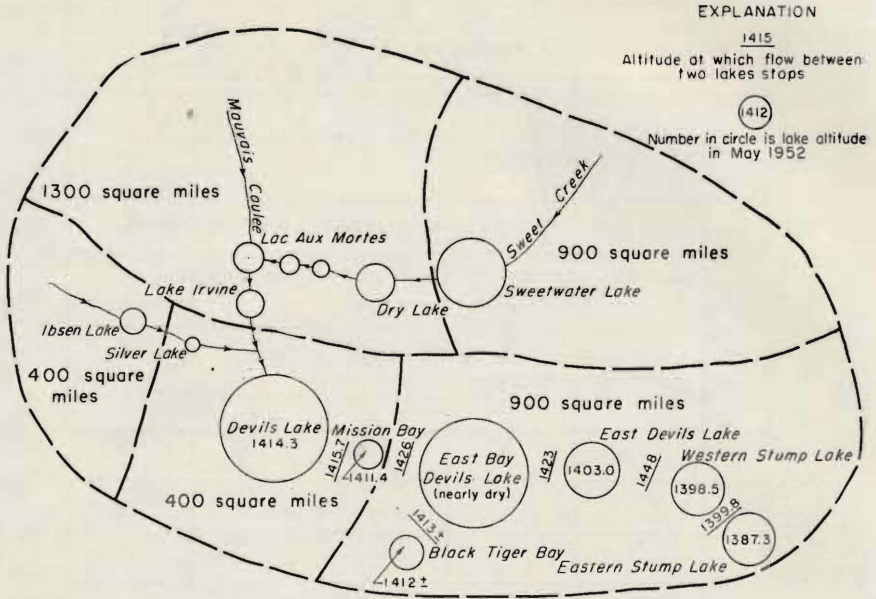 EXPLANATION
1415
Altitude at which flow between
two lakes stops
1412
Number in circle is lake altitude
in May 1952
Mauvais
Coulee
1300 square miles
Sweet Creek
Lac Aux Mortes
900 square miles
Lake Irvine
Dry Lake
Sweetwater Lake
Ibsen Lake
Silver Lake
400 square
miles
900 square miles
Devils Lake
1414.3
Mission Bay
1415.7
1411.4
1426
East Bay
Devils Lake
(nearly dry)
1423
East Devils Lake
1403.0
1448
Western Stump Lake
1398.5
1399.8
400 square miles
1413±
Black Tiger Bay
1412±
Eastern Stump Lake
1387.3